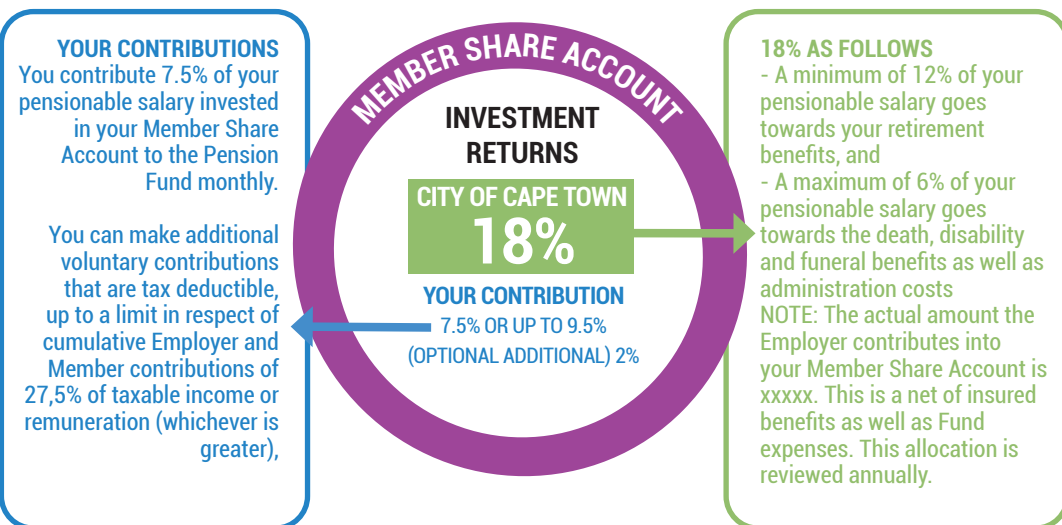 YOUR CONTRIBUTIONS
You contribute 7.5% of your
pensionable salary invested
in your Member Share
Account to the Pension
Fund monthly.
You can make additional
voluntary contributions
that are tax deductible,
up to a limit in respect of
cumulative Employer and
Member contributions of
27,5% of taxable income or
remuneration (whichever is
greater),
MEMBER SHARE ACCOUNT
INVESTMENT
RETURNS
CITY OF CAPE TOWN
18%
YOUR CONTRIBUTION
7.5% OR UP TO 9.5%
(OPTIONAL ADDITIONAL) 2%
18% AS FOLLOWS
- A minimum of 12% of your
pensionable salary goes
towards your retirement
benefits, and
- A maximum of 6% of your
pensionable salary goes
towards the death, disability
and funeral benefits as well as
administration costs
NOTE: The actual amount the
Employer contributes into
your Member Share Account is
xxxxx. This is a net of insured
benefits as well as Fund
expenses. This allocation is
reviewed annually.